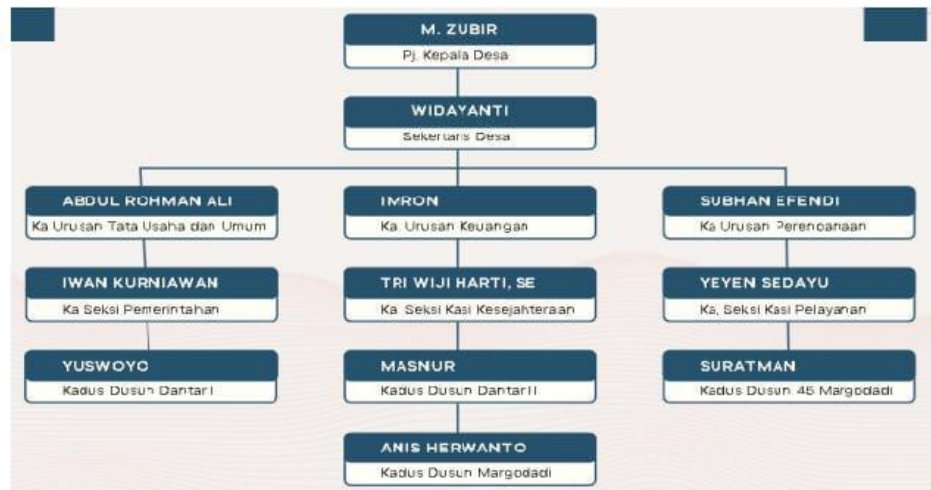 M. ZUBIR
Pj. Kepala Desa
WIDAYANTI
Sekertaris Desa
ABDUL ROHMAN ALI
Ka Urusan Tata Usaha dan Umum
IMRON
Ka. Urusan Keuangan
SUBHAN EFENDI
Ka Urusan Perencanaan
IWAN KURNIAWAN
Ka Seksi Pemerintahan
TRI WIJI HARTI, SE
Ka Seksi Kasi Kesejahteraan
YEYEN SEDAYU
Ka, Seksi Kasi Pelayanan
YUSWOYO
Kadus Dusun Dantar I
MASNUR
Kadus Dusun Dantar II
SURATMAN
Kadus Dusun 45 Margodadi
ANIS HERWANTO
Kadus Dusun Margodadi